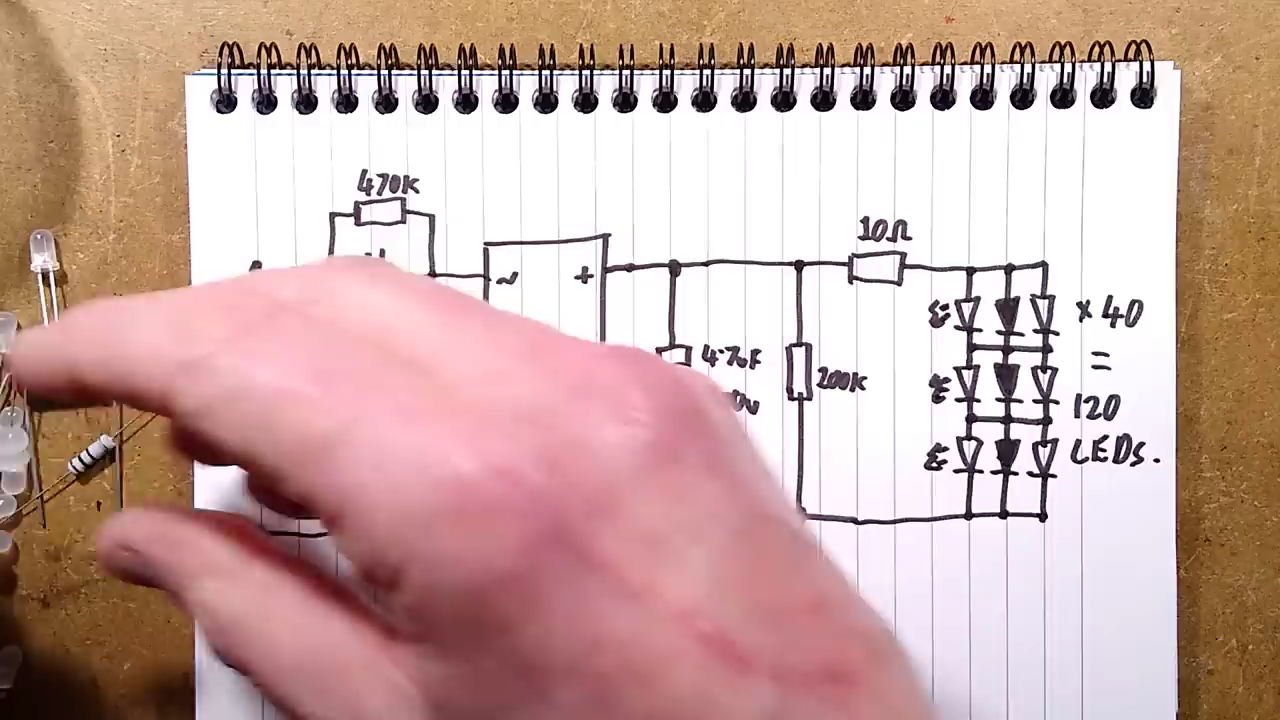 470K
10Ω
~ +
× 40
4·7uF
=
200K
120
LEDs.